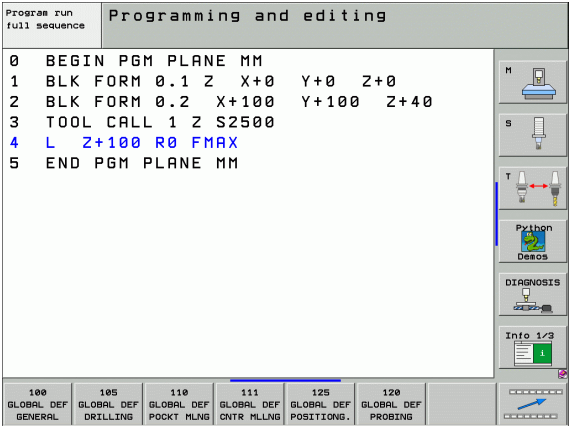 Program run
full sequence
Programming and editing
0 BEGIN PGM PLANE MM
1 BLK FORM 0.1 Z X+0 Y+0 Z+0
2 BLK FORM 0.2 X+100 Y+100 Z+40
3 TOOL CALL 1 Z S2500
4 L Z+100 R0 FMAX
5 END PGM PLANE MM
M
S
T
Python
Demos
DIAGNOSIS
Info 1/3
i
100
GLOBAL DEF
GENERAL
105
GLOBAL DEF
DRILLING
110
GLOBAL DEF
POCKT MLNG
111
GLOBAL DEF
CNTR MLLNG
125
GLOBAL DEF
POSITIONG.
120
GLOBAL DEF
PROBING